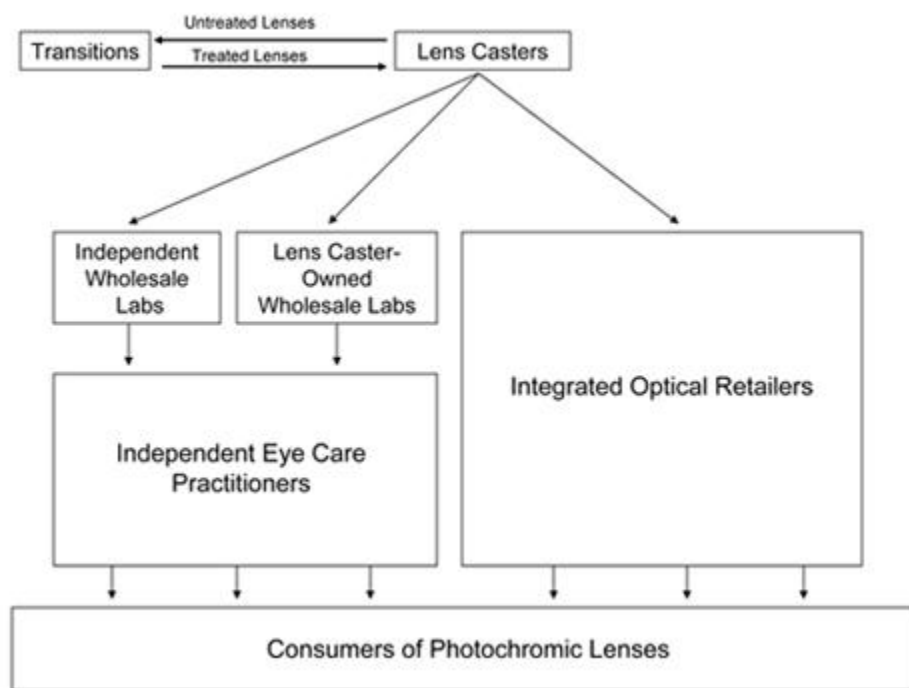 Untreated Lenses
Transitions
Lens Casters
Treated Lenses
Independent
Wholesale
Labs
Lens Caster-
Owned
Wholesale Labs
Integrated Optical Retailers
Independent Eye Care
Practitioners
Consumers of Photochromic Lenses